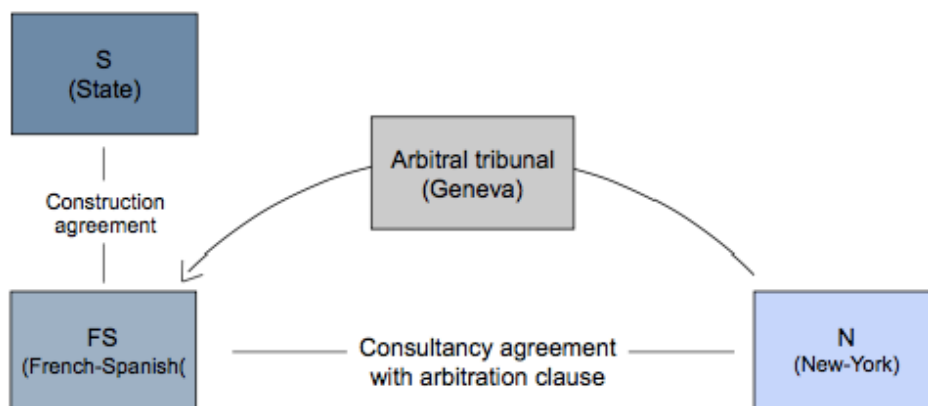 S
(State)
Arbitral tribunal
(Geneva)
Construction
agreement
FS
(French-Spanish(
Consultancy agreement
with arbitration clause
N
(New-York)